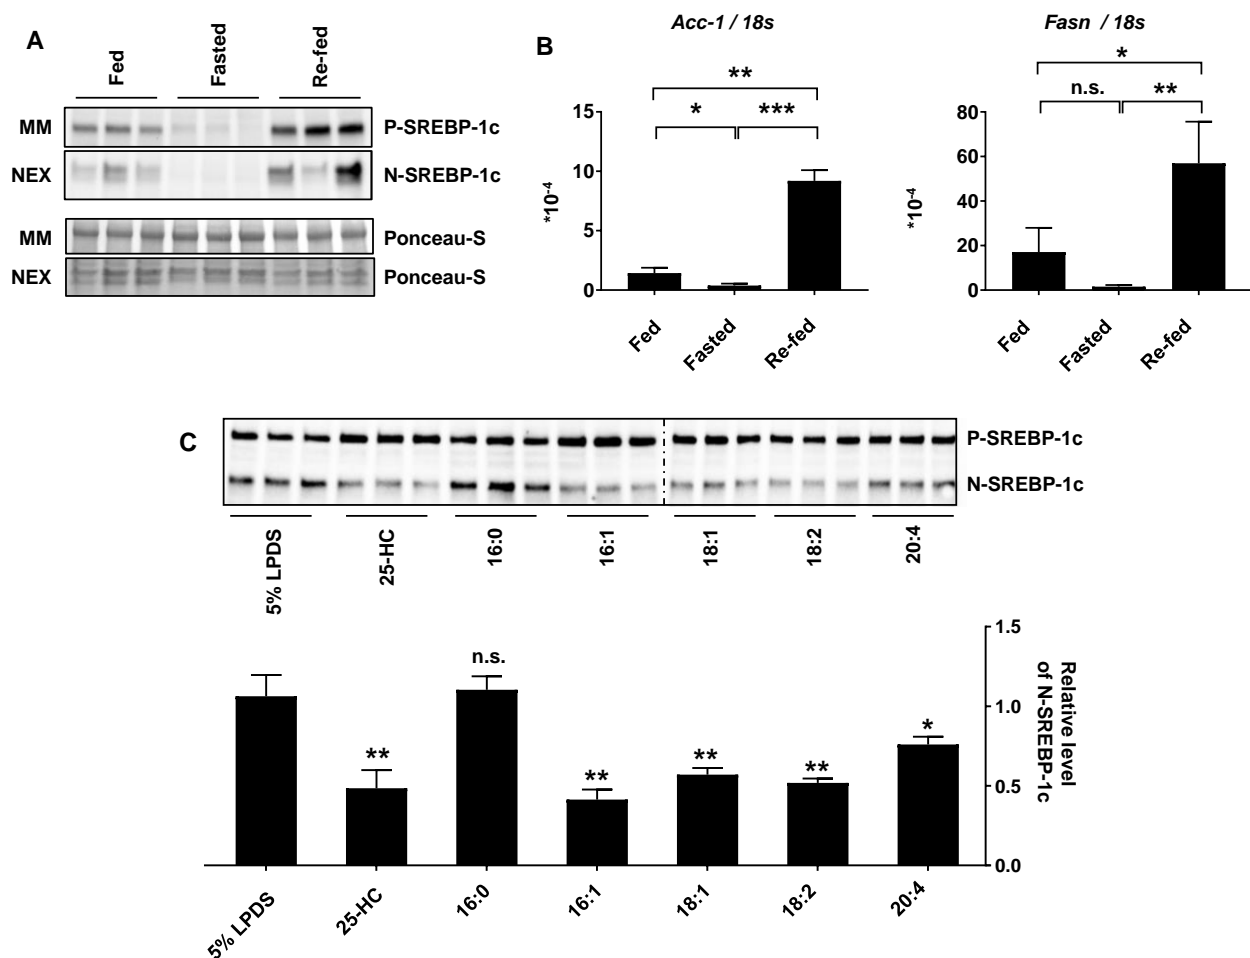 A
Fed
Fasted
Re-fed
MM
P-SREBP-1c
NEX
N-SREBP-1c
MM
Ponceau-S
NEX
Ponceau-S
B
Acc-1 / 18s
**
*
***
15
10
5
0
*10-4
Fed
Fasted
Re-fed
Fasn / 18s
*
n.s.
**
80
60
40
20
0
*10-4
Fed
Fasted
Re-fed
C
P-SREBP-1c
N-SREBP-1c
5% LPDS
25-HC
16:0
16:1
18:1
18:2
20:4
n.s.
**
**
**
**
*
1.5
1.0
0.5
0.0
Relative level
of N-SREBP-1c
5% LPDS
25-HC
16:0
16:1
18:1
18:2
20:4